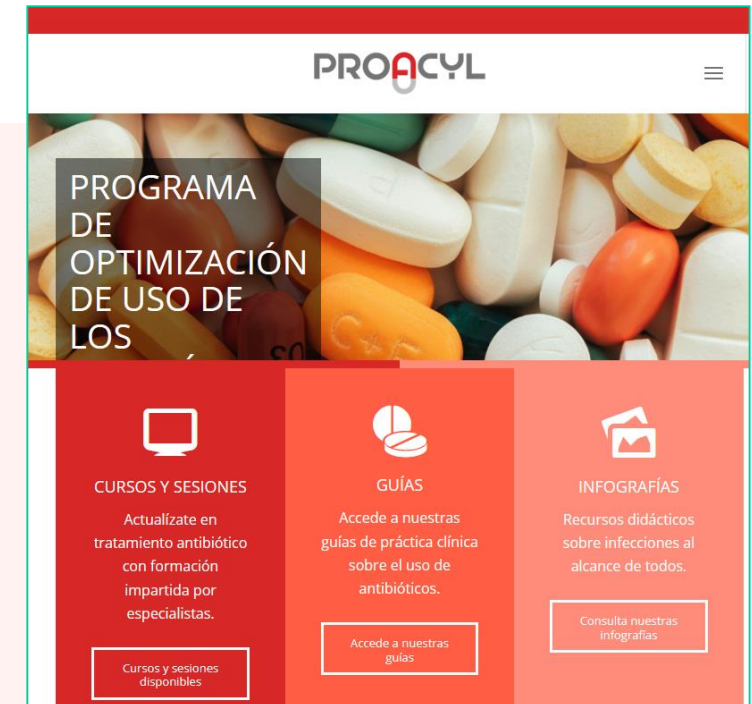 PROACYL
PROGRAMA
DE
OPTIMIZACIÓN
DE USO DE
LOS
C+F
CURSOS Y SESIONES
Actualízate en
tratamiento antibiótico
con formación
impartida por
especialistas.
Cursos y sesiones
disponibles
GUÍAS
Accede a nuestras
guías de práctica clínica
sobre el uso de
antibióticos.
Accede a nuestras
guías
INFOGRAFÍAS
Recursos didácticos
sobre infecciones al
alcance de todos.
Consulta nuestras
infografías